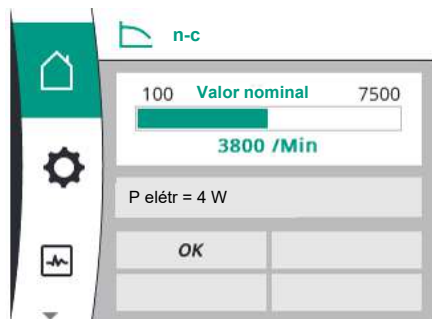 n-c
100 Valor nominal 7500
3800 /Min
P elétr = 4 W
OK